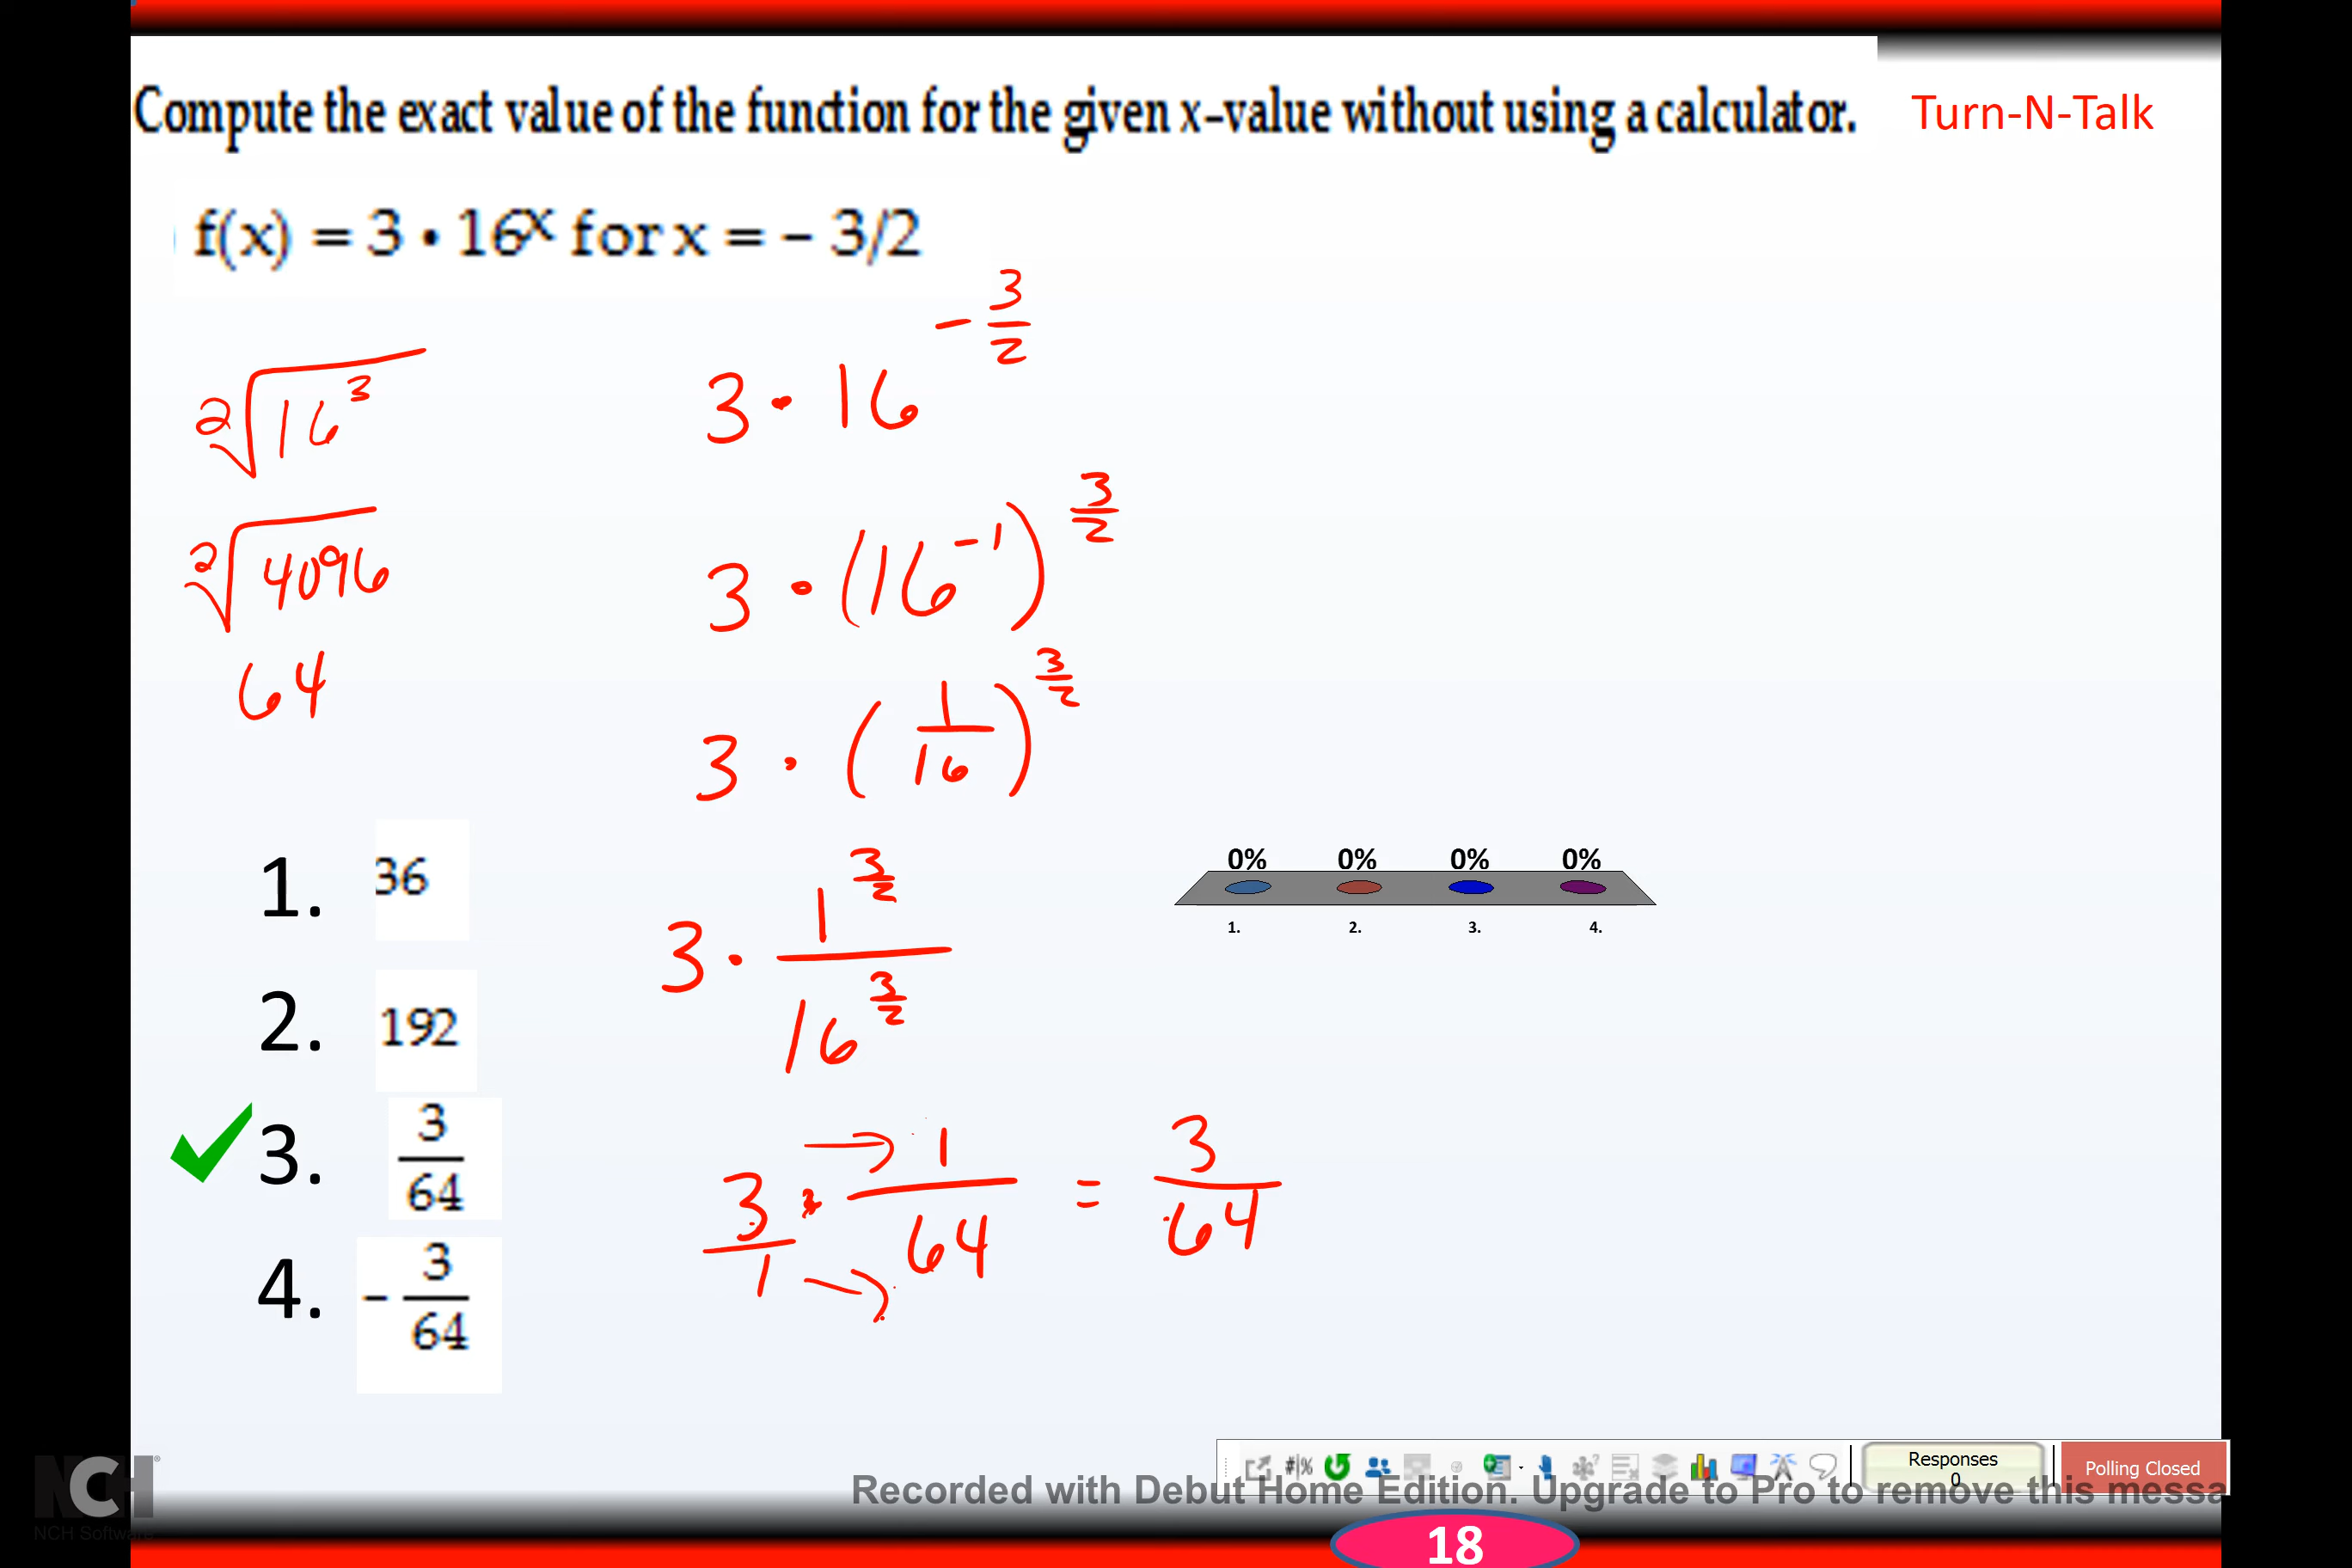 Compute the exact value of the function for the given x-value without using a calculator.
Turn-N-Talk
f(x) = 3 • 16^x for x = - 3/2
²√16³
²√4096
64
3 · 16^(-3/2)
3 · (16^-1)^(3/2)
3 · (1/16)^(3/2)
3 · 1^(3/2)/16^(3/2)
3/1 · 1/64 = 3/64
1. 36
2. 192
3. 3/64
4. - 3/64
0% 0% 0% 0%
1. 2. 3. 4.
#|%
Responses
0
Polling Closed
Recorded with Debut Home Edition. Upgrade to Pro to remove this messa
NCH®
NCH Software
18